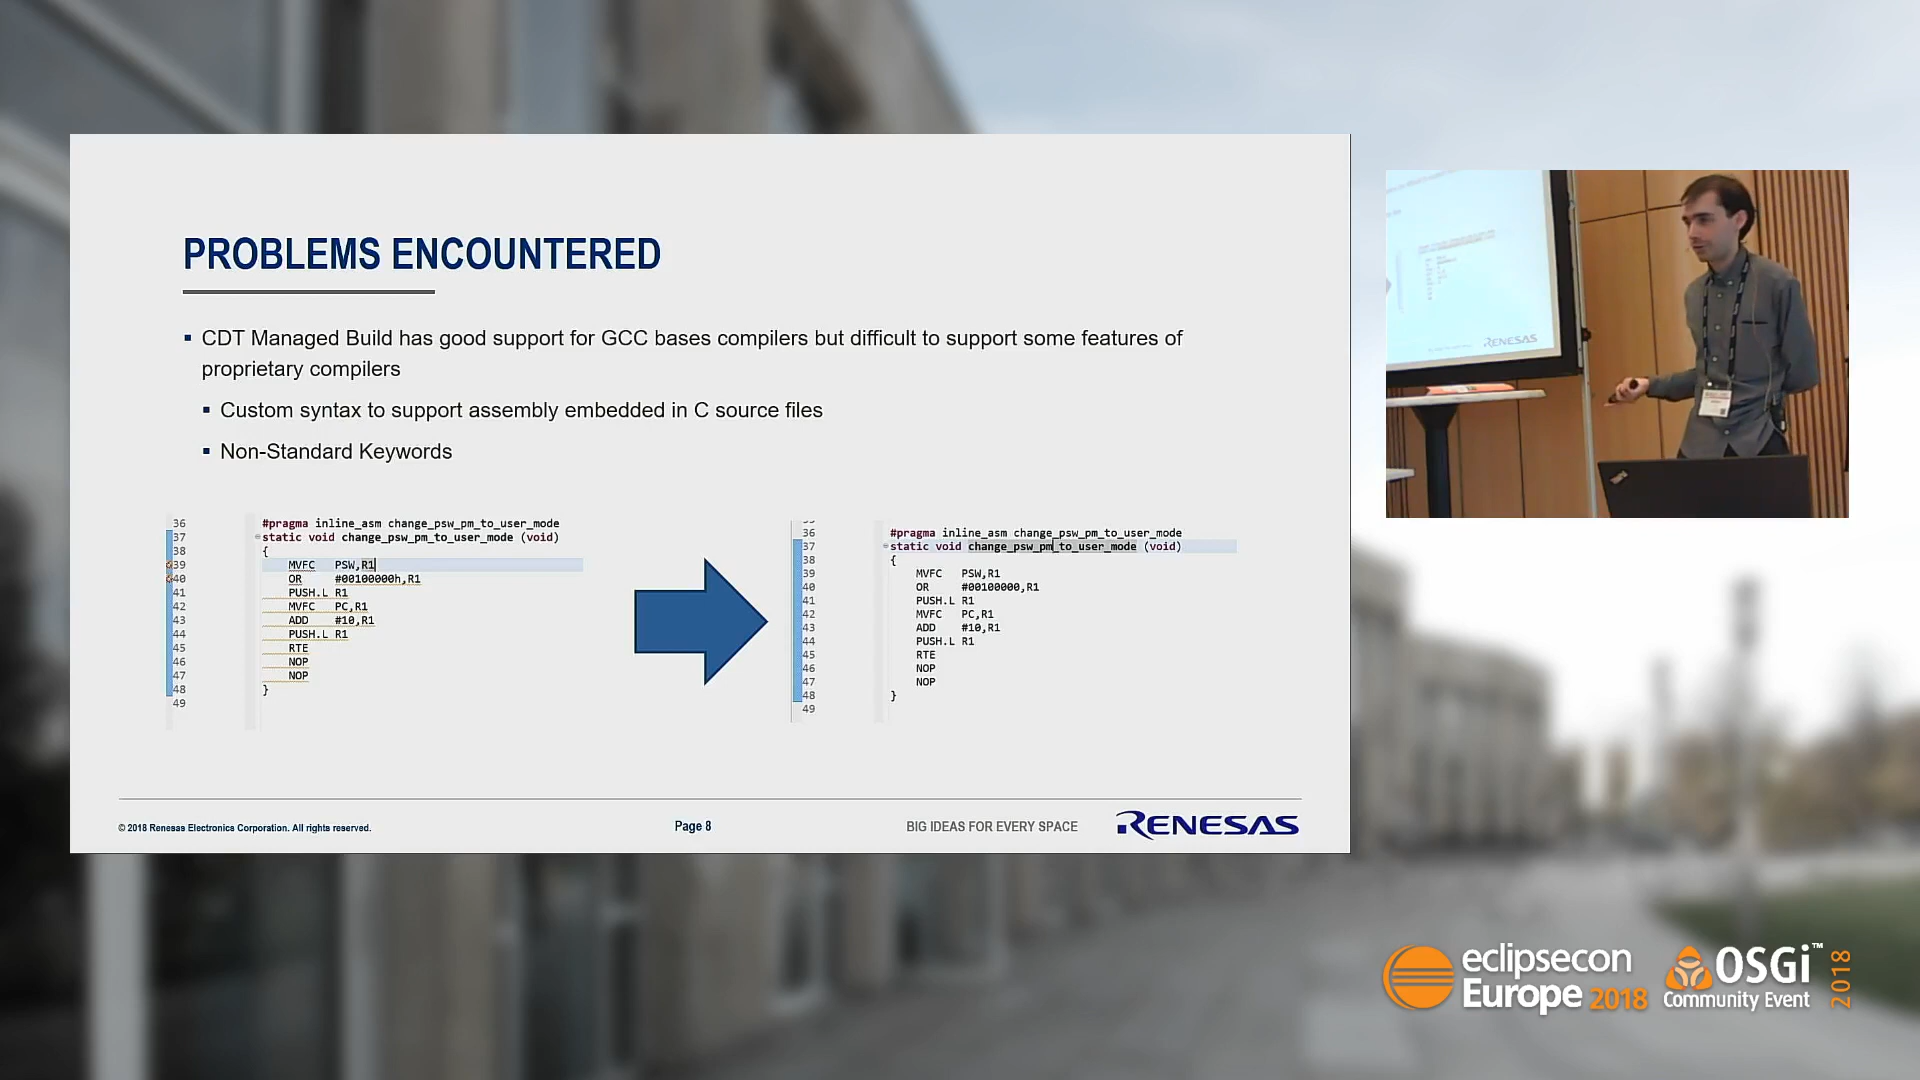 PROBLEMS ENCOUNTERED
▪ CDT Managed Build has good support for GCC bases compilers but difficult to support some features of
proprietary compilers
▪ Custom syntax to support assembly embedded in C source files
▪ Non-Standard Keywords
36 #pragma inline_asm change_psw_pm_to_user_mode
37 static void change_psw_pm_to_user_mode (void)
38 {
39 MVFC PSW,R1
40 OR #00100000h,R1
41 PUSH.L R1
42 MVFC PC,R1
43 ADD #10,R1
44 PUSH.L R1
45 RTE
46 NOP
47 NOP
48 }
49
36 #pragma inline_asm change_psw_pm_to_user_mode
37 static void change_psw_pm_to_user_mode (void)
38 {
39 MVFC PSW,R1
40 OR #00100000,R1
41 PUSH.L R1
42 MVFC PC,R1
43 ADD #10,R1
44 PUSH.L R1
45 RTE
46 NOP
47 NOP
48 }
49
© 2018 Renesas Electronics Corporation. All rights reserved.
Page 8
BIG IDEAS FOR EVERY SPACE
RENESAS
RENESAS
eclipsecon
Europe 2018
OSGi™
Community Event
2018